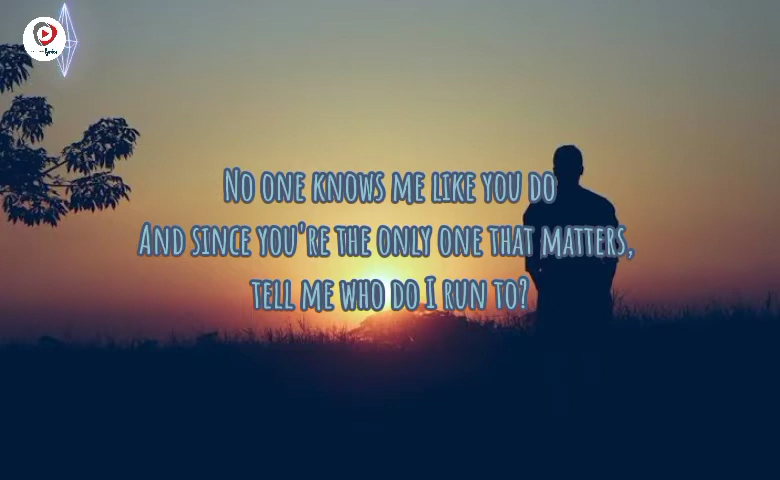 No one knows me like you do
And since you're the only one that matters,
tell me who do I run to?